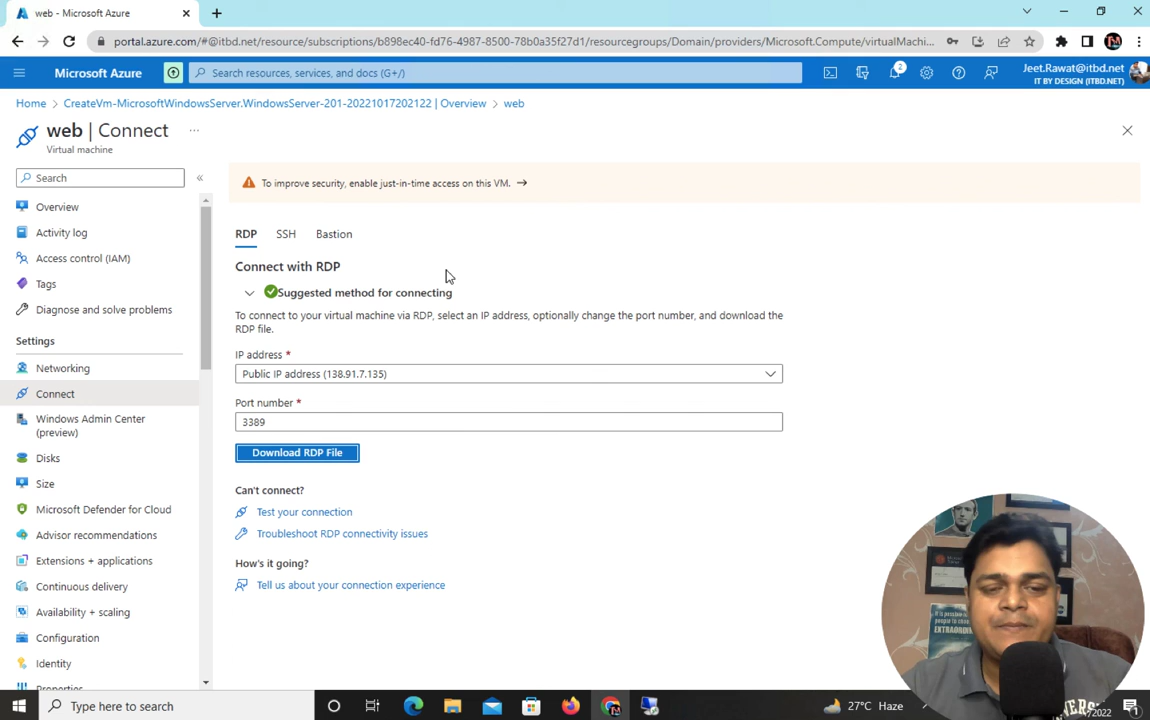 web - Microsoft Azure
portal.azure.com/#@itbd.net/resource/subscriptions/b898ec40-fd76-4987-8500-78b0a35f27d1/resourcegroups/Domain/providers/Microsoft.Compute/virtualMachi...
Microsoft Azure
Search resources, services, and docs (G+/)
2
Jeet.Rawat@itbd.net
IT BY DESIGN (ITBD.NET)
Home > CreateVm-MicrosoftWindowsServer.WindowsServer-201-20221017202122 | Overview > web
web | Connect ...
Virtual machine
Search
Overview
Activity log
Access control (IAM)
Tags
Diagnose and solve problems
Settings
Networking
Connect
Windows Admin Center
(preview)
Disks
Size
Microsoft Defender for Cloud
Advisor recommendations
Extensions + applications
Continuous delivery
Availability + scaling
Configuration
Identity
Properties
To improve security, enable just-in-time access on this VM. →
RDP SSH Bastion
Connect with RDP
Suggested method for connecting
To connect to your virtual machine via RDP, select an IP address, optionally change the port number, and download the
RDP file.
IP address *
Public IP address (138.91.7.135)
Port number *
3389
Download RDP File
Can't connect?
Test your connection
Troubleshoot RDP connectivity issues
How's it going?
Tell us about your connection experience
EXTRAORDIN
Type here to search
27°C Haze
/2022
1